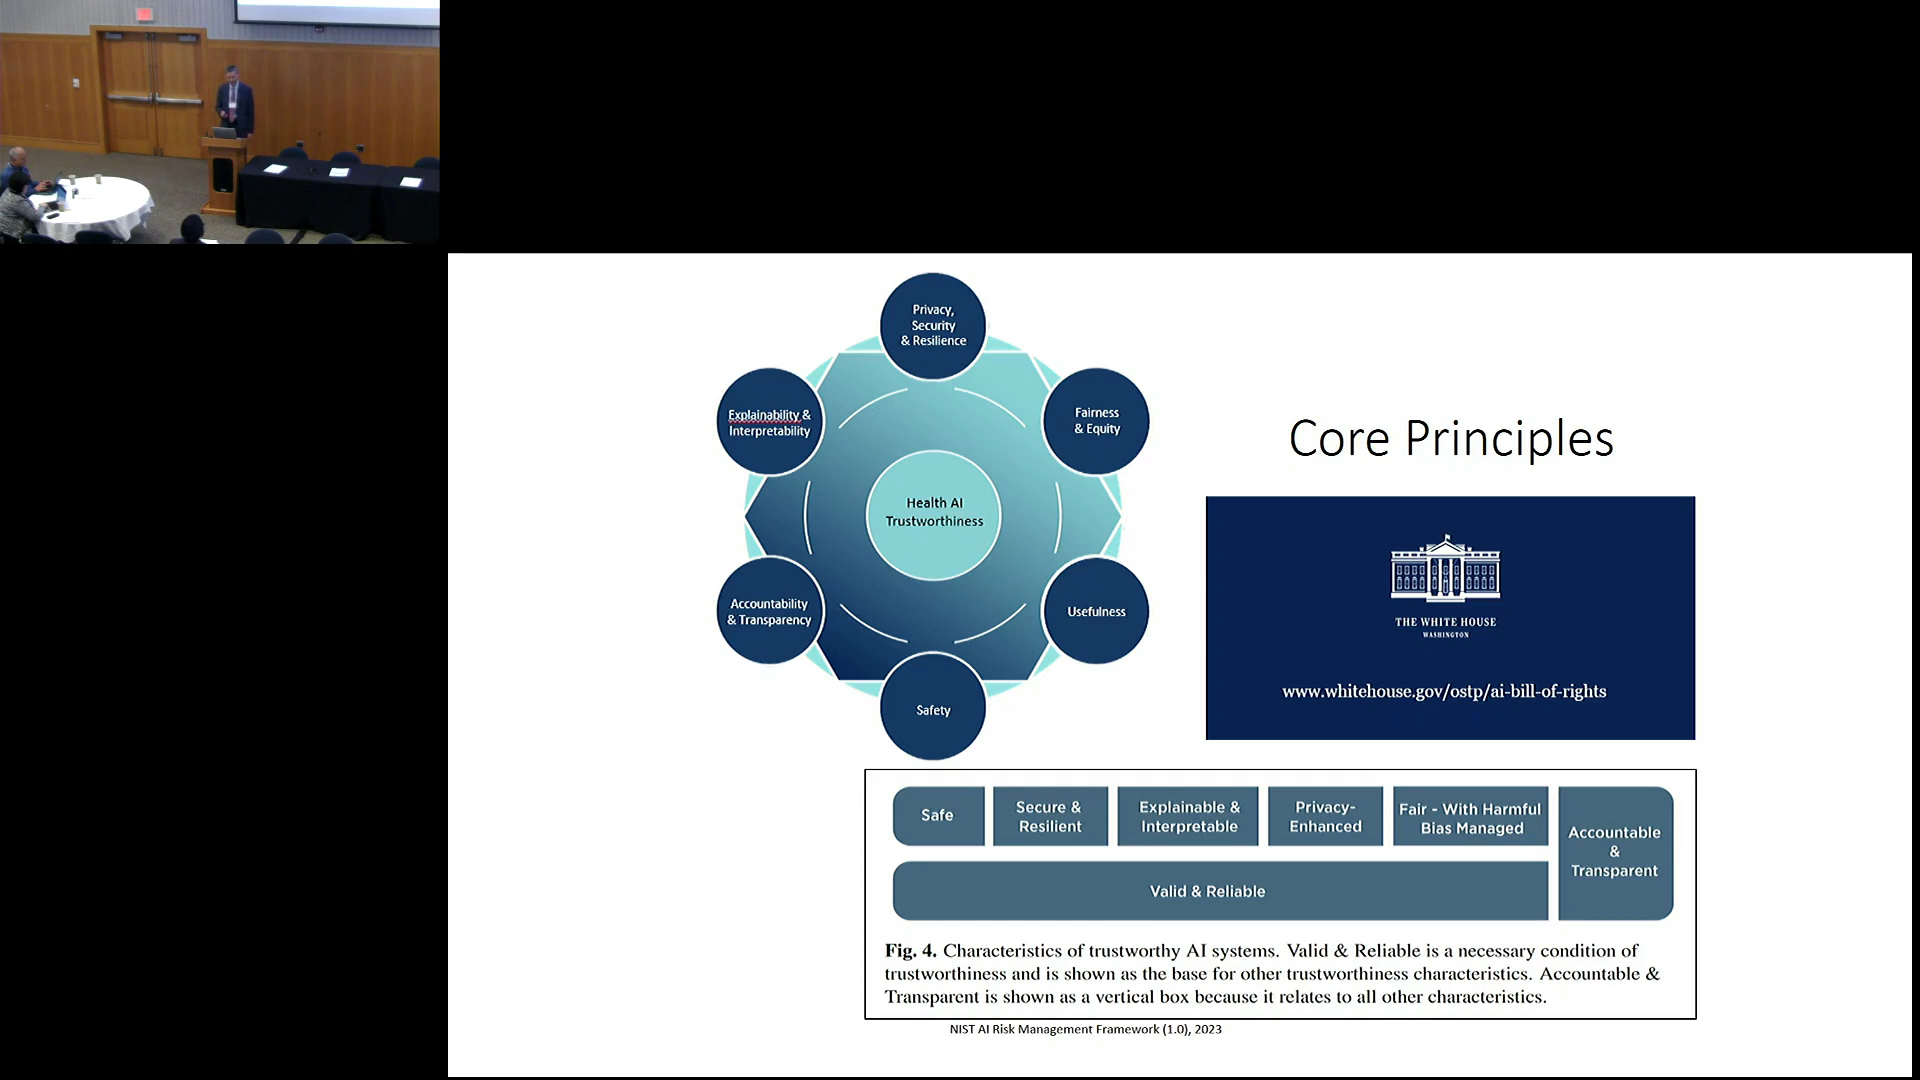 Privacy,
Security
& Resilience
Explainability &
Interpretability
Fairness
& Equity
Health AI
Trustworthiness
Accountability
& Transparency
Usefulness
Safety
Core Principles
THE WHITE HOUSE
WASHINGTON
www.whitehouse.gov/ostp/ai-bill-of-rights
Safe
Secure &
Resilient
Explainable &
Interpretable
Privacy-
Enhanced
Fair - With Harmful
Bias Managed
Accountable
&
Transparent
Valid & Reliable
Fig. 4. Characteristics of trustworthy AI systems. Valid & Reliable is a necessary condition of
trustworthiness and is shown as the base for other trustworthiness characteristics. Accountable &
Transparent is shown as a vertical box because it relates to all other characteristics.
NIST AI Risk Management Framework (1.0), 2023